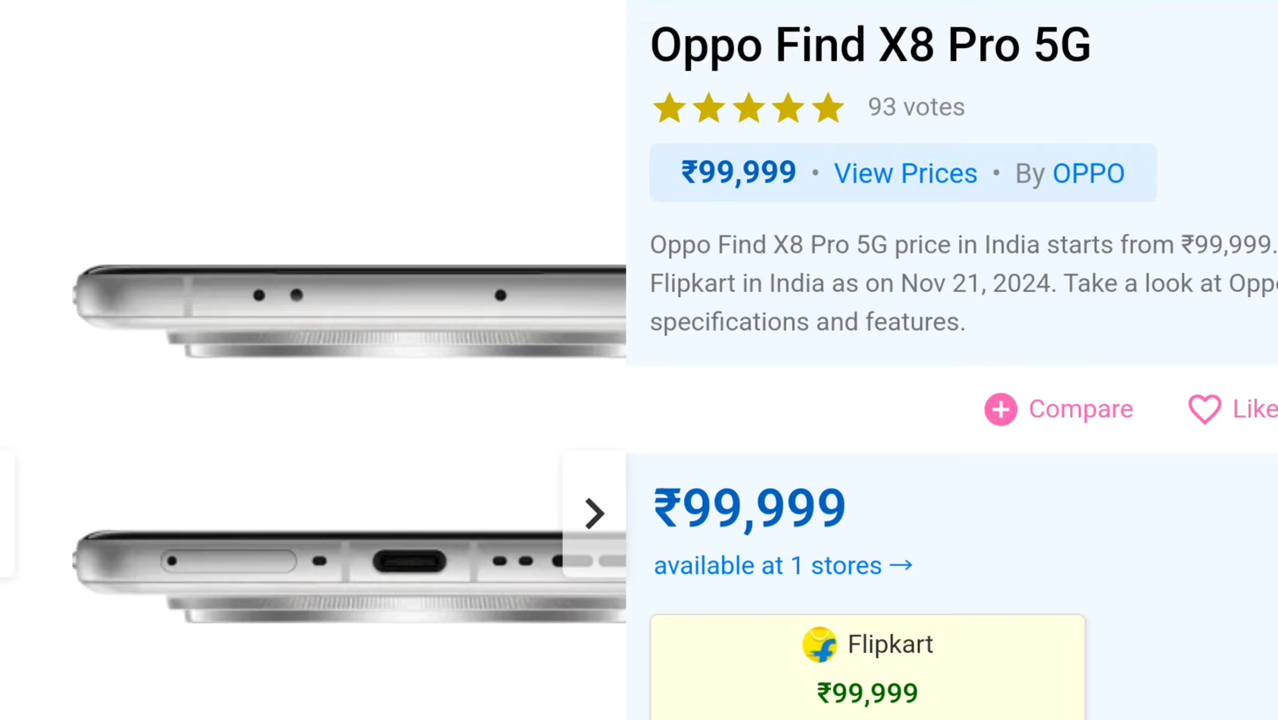 Oppo Find X8 Pro 5G
93 votes
₹99,999 • View Prices • By OPPO
Oppo Find X8 Pro 5G price in India starts from ₹99,999.
Flipkart in India as on Nov 21, 2024. Take a look at
specifications and features.
Compare
Like
₹99,999
available at 1 stores →
Flipkart
₹99,999